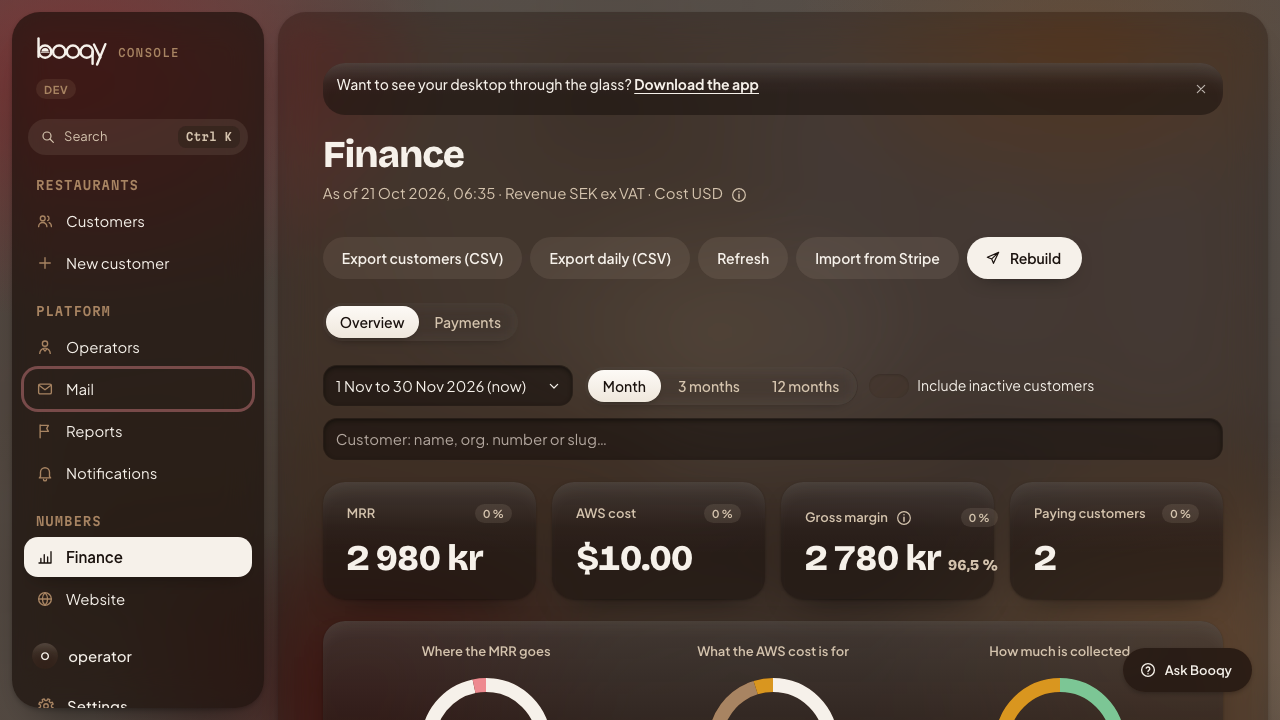 booqy CONSOLE
DEV
Search Ctrl K
RESTAURANTS
Customers
New customer
PLATFORM
Operators
Mail
Reports
Notifications
NUMBERS
Finance
Website
operator
Settings
Want to see your desktop through the glass? Download the app
Finance
As of 21 Oct 2026, 06:35 · Revenue SEK ex VAT · Cost USD
Export customers (CSV) Export daily (CSV) Refresh Import from Stripe Rebuild
Overview Payments
1 Nov to 30 Nov 2026 (now) Month 3 months 12 months Include inactive customers
Customer: name, org. number or slug…
MRR 0 % AWS cost 0 % Gross margin 0 % Paying customers 0 %
2 980 kr $10.00 2 780 kr 96,5 % 2
Where the MRR goes What the AWS cost is for How much is collected
Ask Booqy